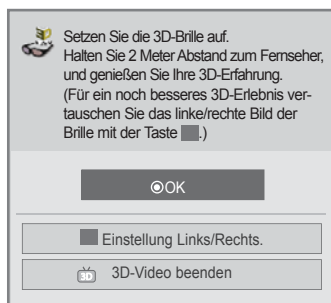 Setzen Sie die 3D-Brille auf.
Halten Sie 2 Meter Abstand zum Fernseher,
und genießen Sie Ihre 3D-Erfahrung.
(Für ein noch besseres 3D-Erlebnis ver-
tauschen Sie das linke/rechte Bild der
Brille mit der Taste .)
◉OK
Einstellung Links/Rechts.
3D 3D-Video beenden